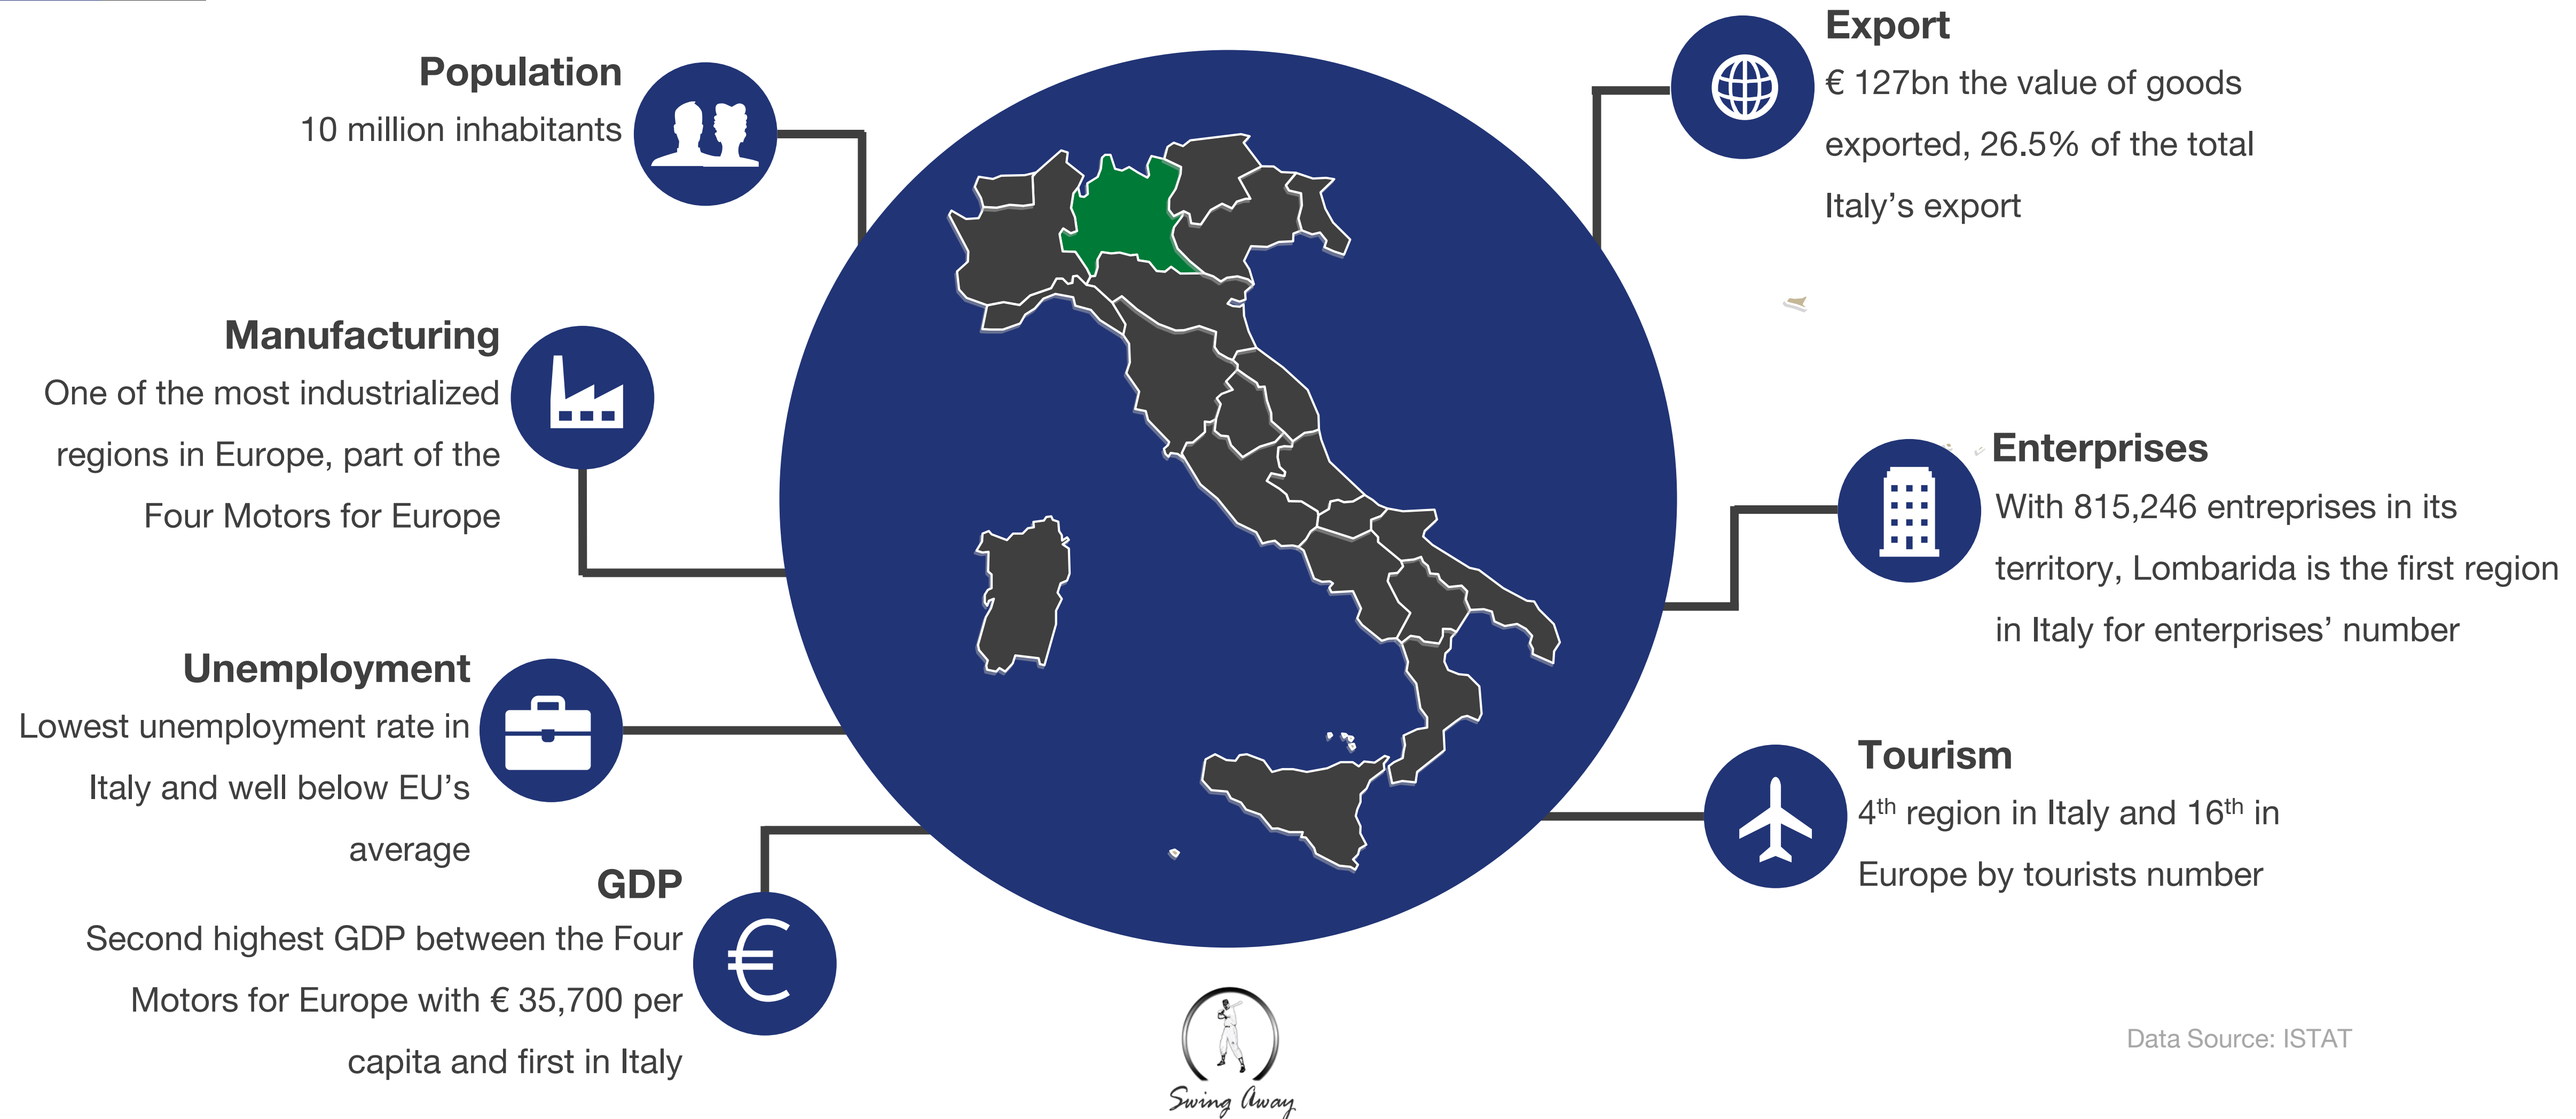 Population
10 million inhabitants
Manufacturing
One of the most industrialized
regions in Europe, part of the
Four Motors for Europe
Unemployment
Lowest unemployment rate in
Italy and well below EU’s
average
GDP
Second highest GDP between the Four
Motors for Europe with € 35,700 per
capita and first in Italy
Export
€ 127bn the value of goods
exported, 26.5% of the total
Italy’s export
Enterprises
With 815,246 entreprises in its
territory, Lombarida is the first region
in Italy for enterprises’ number
Tourism
4th region in Italy and 16th in
Europe by tourists number
€
Swing Away
Data Source: ISTAT